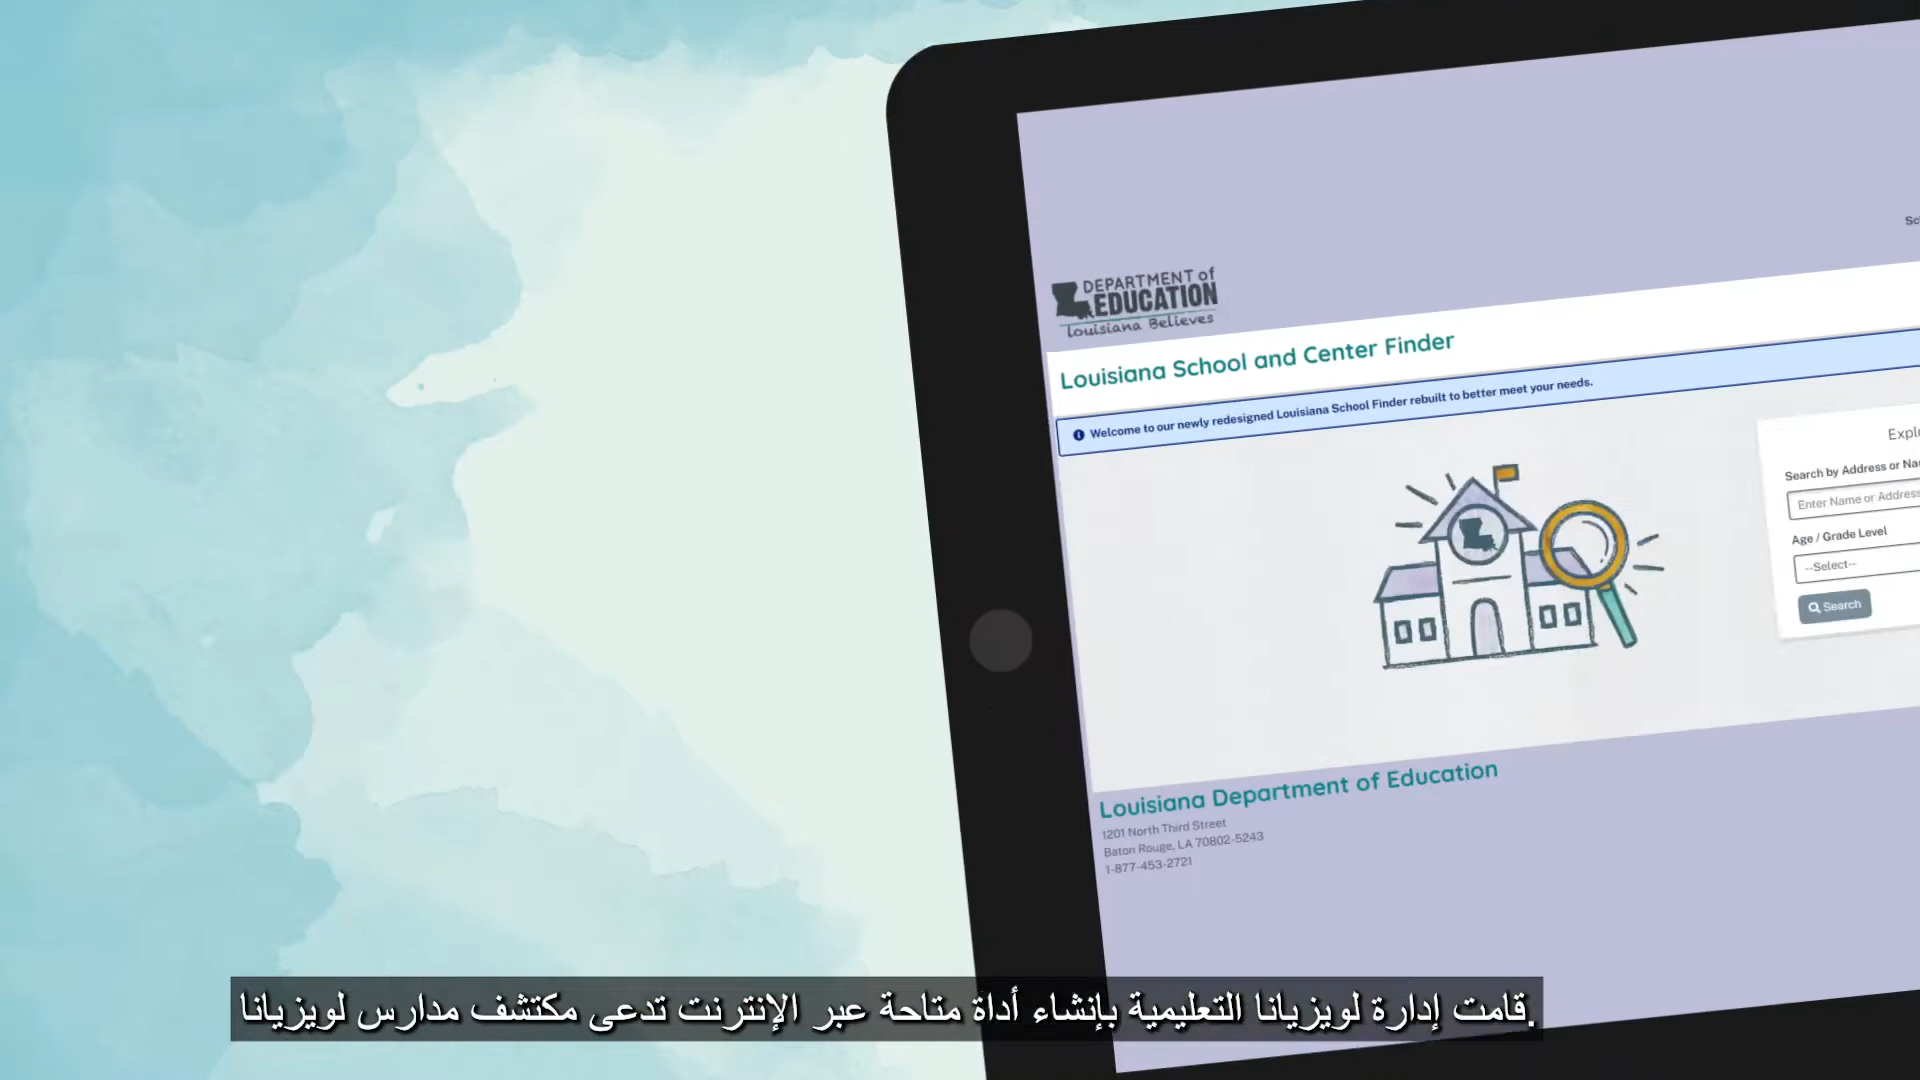 DEPARTMENT of
EDUCATION
Louisiana Believes
Louisiana School and Center Finder
Welcome to our newly redesigned Louisiana School Finder rebuilt to better meet your needs.
Search by Address or
Enter Name or Address
Age / Grade Level
--Select--
Search
Louisiana Department of Education
1201 North Third Street
Baton Rouge, LA 70802-5243
1-877-453-2721
قامت إدارة لويزيانا التعليمية بإنشاء أداة متاحة عبر الإنترنت تدعى مكتشف مدارس لويزيانا.